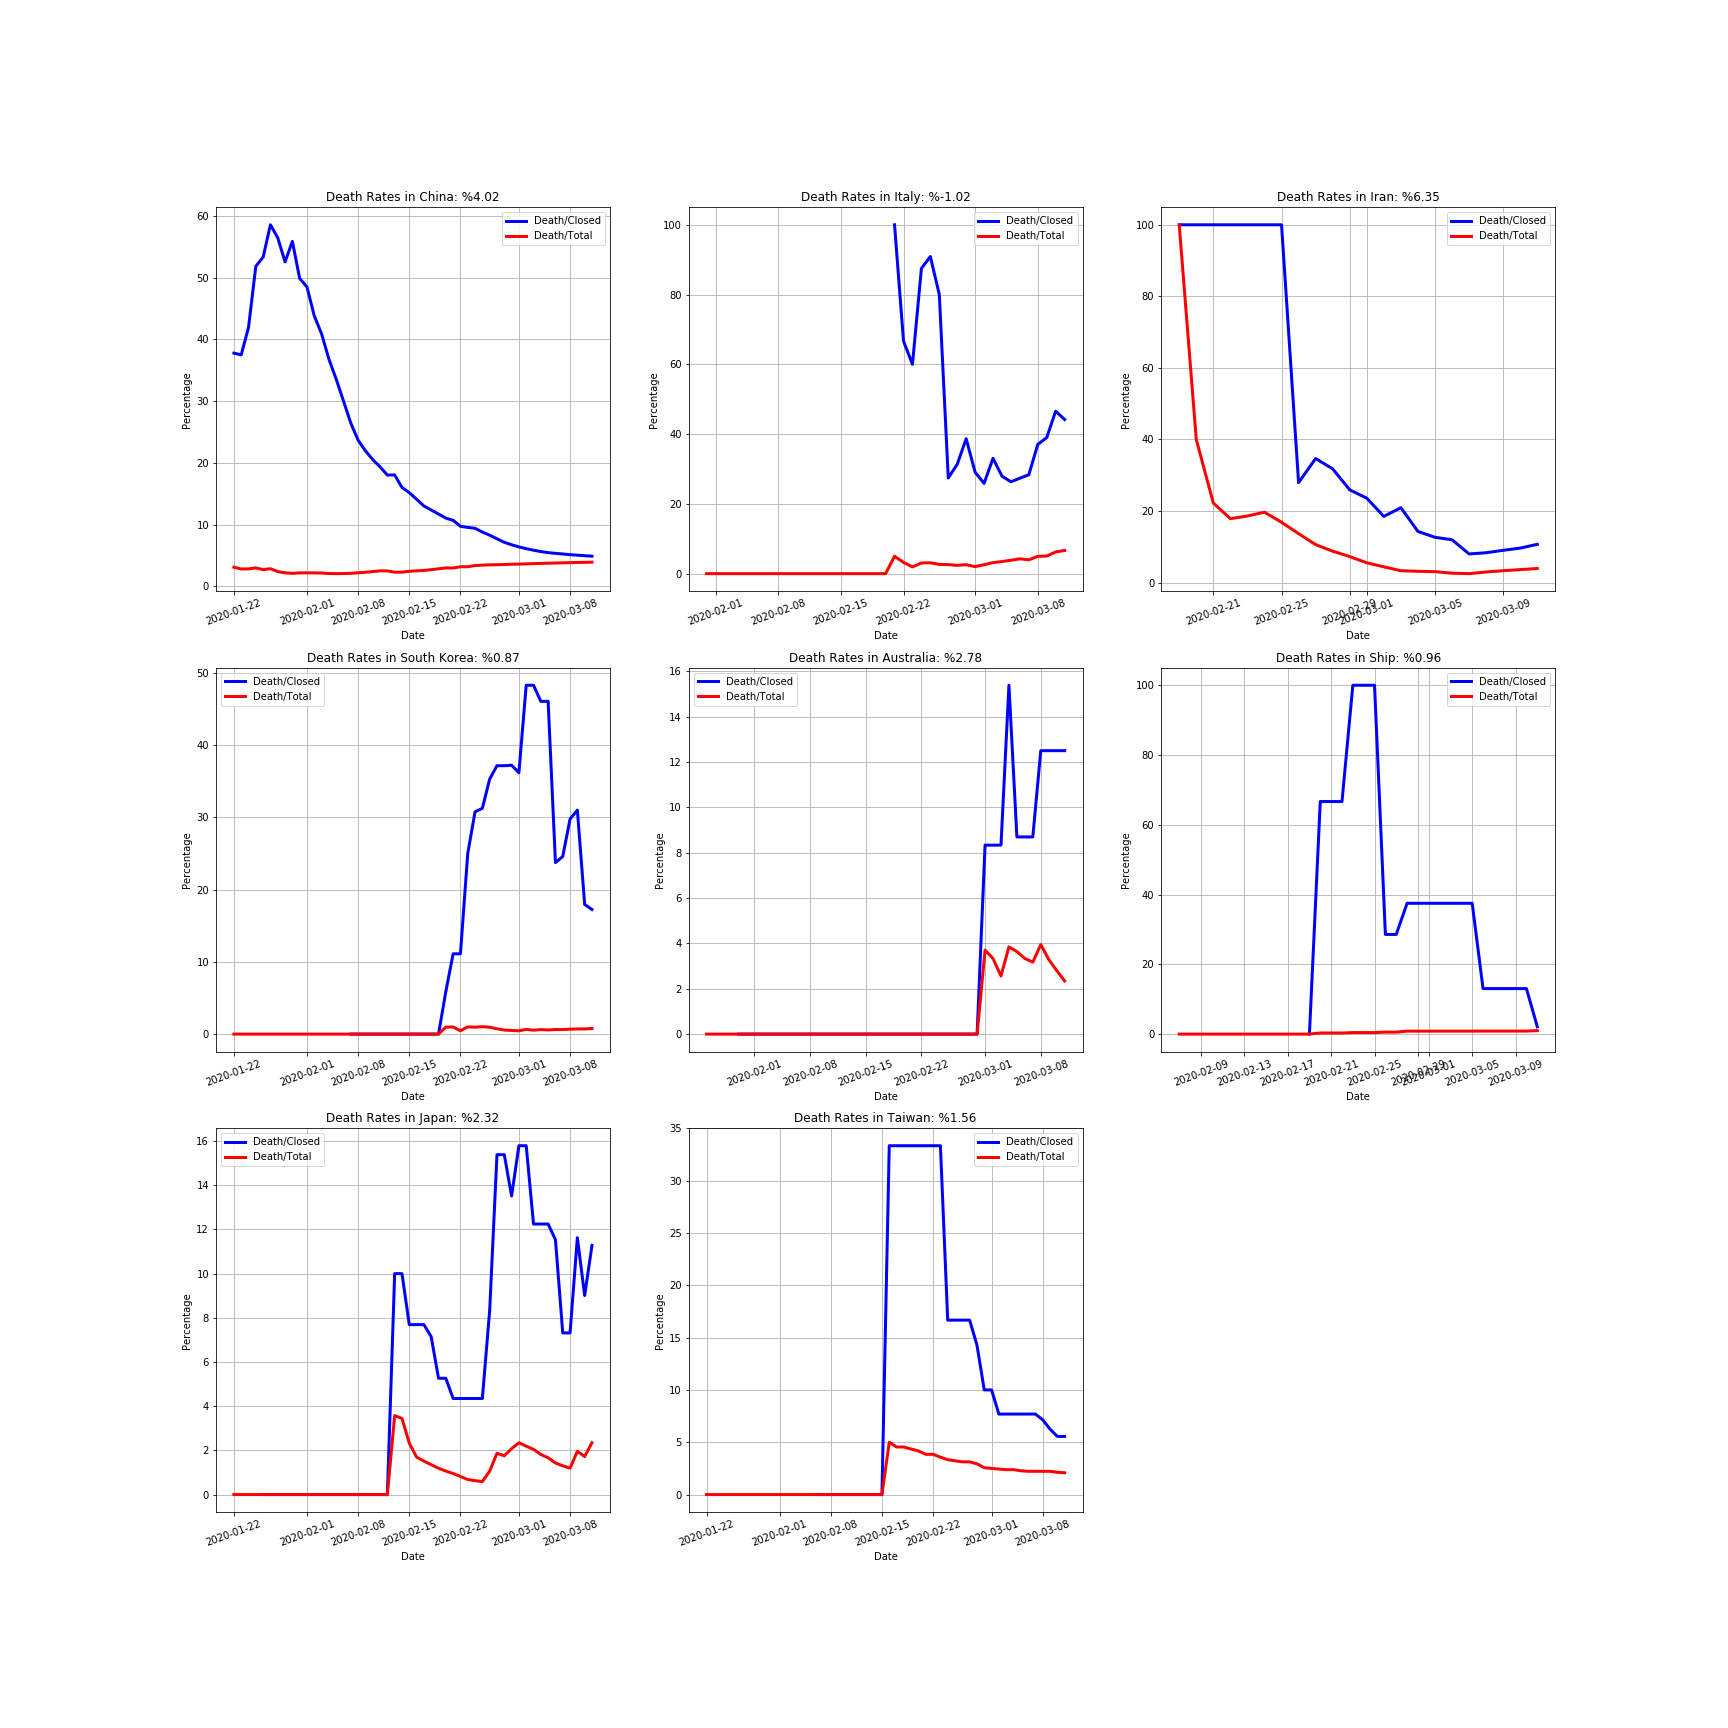 Death Rates in China: %4.02
Death/Closed
Death/Total
60
50
40
30
20
10
0
Percentage
2020-01-22 2020-02-01 2020-02-08 2020-02-15 2020-02-22 2020-03-01 2020-03-08
Date
Death Rates in Italy: %-1.02
Death/Closed
Death/Total
100
80
60
40
20
0
Percentage
2020-02-01 2020-02-08 2020-02-15 2020-02-22 2020-03-01 2020-03-08
Date
Death Rates in Iran: %6.35
Death/Closed
Death/Total
100
80
60
40
20
0
Percentage
2020-02-21 2020-02-25 2020-02-29 2020-03-01 2020-03-05 2020-03-09
Date
Death Rates in South Korea: %0.87
Death/Closed
Death/Total
50
40
30
20
10
0
Percentage
2020-01-22 2020-02-01 2020-02-08 2020-02-15 2020-02-22 2020-03-01 2020-03-08
Date
Death Rates in Australia: %2.78
Death/Closed
Death/Total
16
14
12
10
8
6
4
2
0
Percentage
2020-02-01 2020-02-08 2020-02-15 2020-02-22 2020-03-01 2020-03-08
Date
Death Rates in Ship: %0.96
Death/Closed
Death/Total
100
80
60
40
20
0
Percentage
2020-02-09 2020-02-13 2020-02-17 2020-02-21 2020-02-25 2020-02-29 2020-03-01 2020-03-05 2020-03-09
Date
Death Rates in Japan: %2.32
Death/Closed
Death/Total
16
14
12
10
8
6
4
2
0
Percentage
2020-01-22 2020-02-01 2020-02-08 2020-02-15 2020-02-22 2020-03-01 2020-03-08
Date
Death Rates in Taiwan: %1.56
Death/Closed
Death/Total
35
30
25
20
15
10
5
0
Percentage
2020-01-22 2020-02-01 2020-02-08 2020-02-15 2020-02-22 2020-03-01 2020-03-08
Date